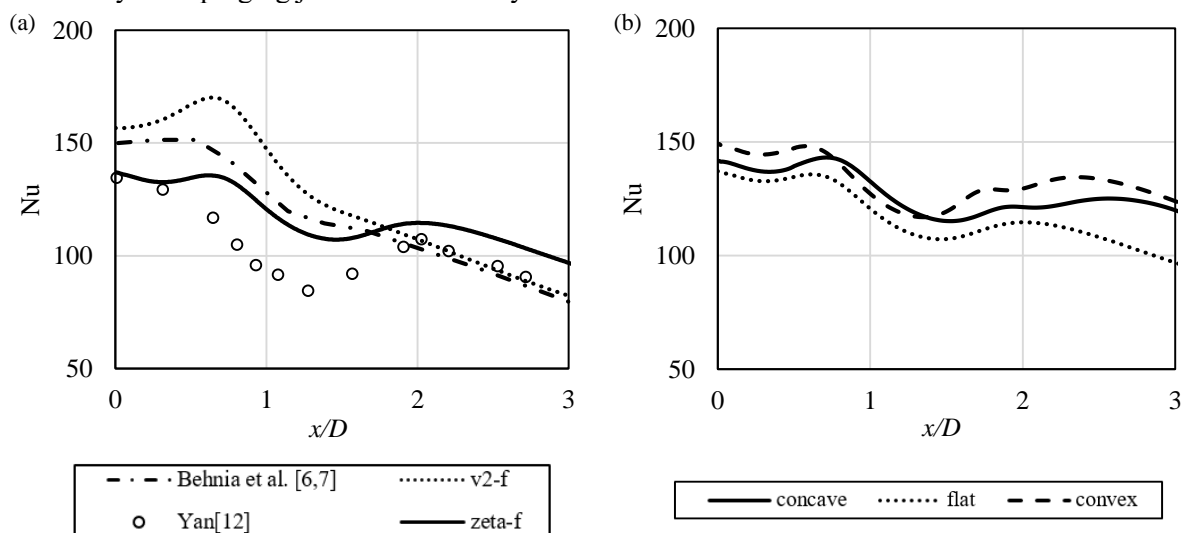 (a)
200
150
100
50
Nu
0 1 2 3
x/D
Behnia et al. [6,7] v2-f
Yan[12] zeta-f
(b)
200
150
100
50
Nu
0 1 2 3
x/D
concave flat convex